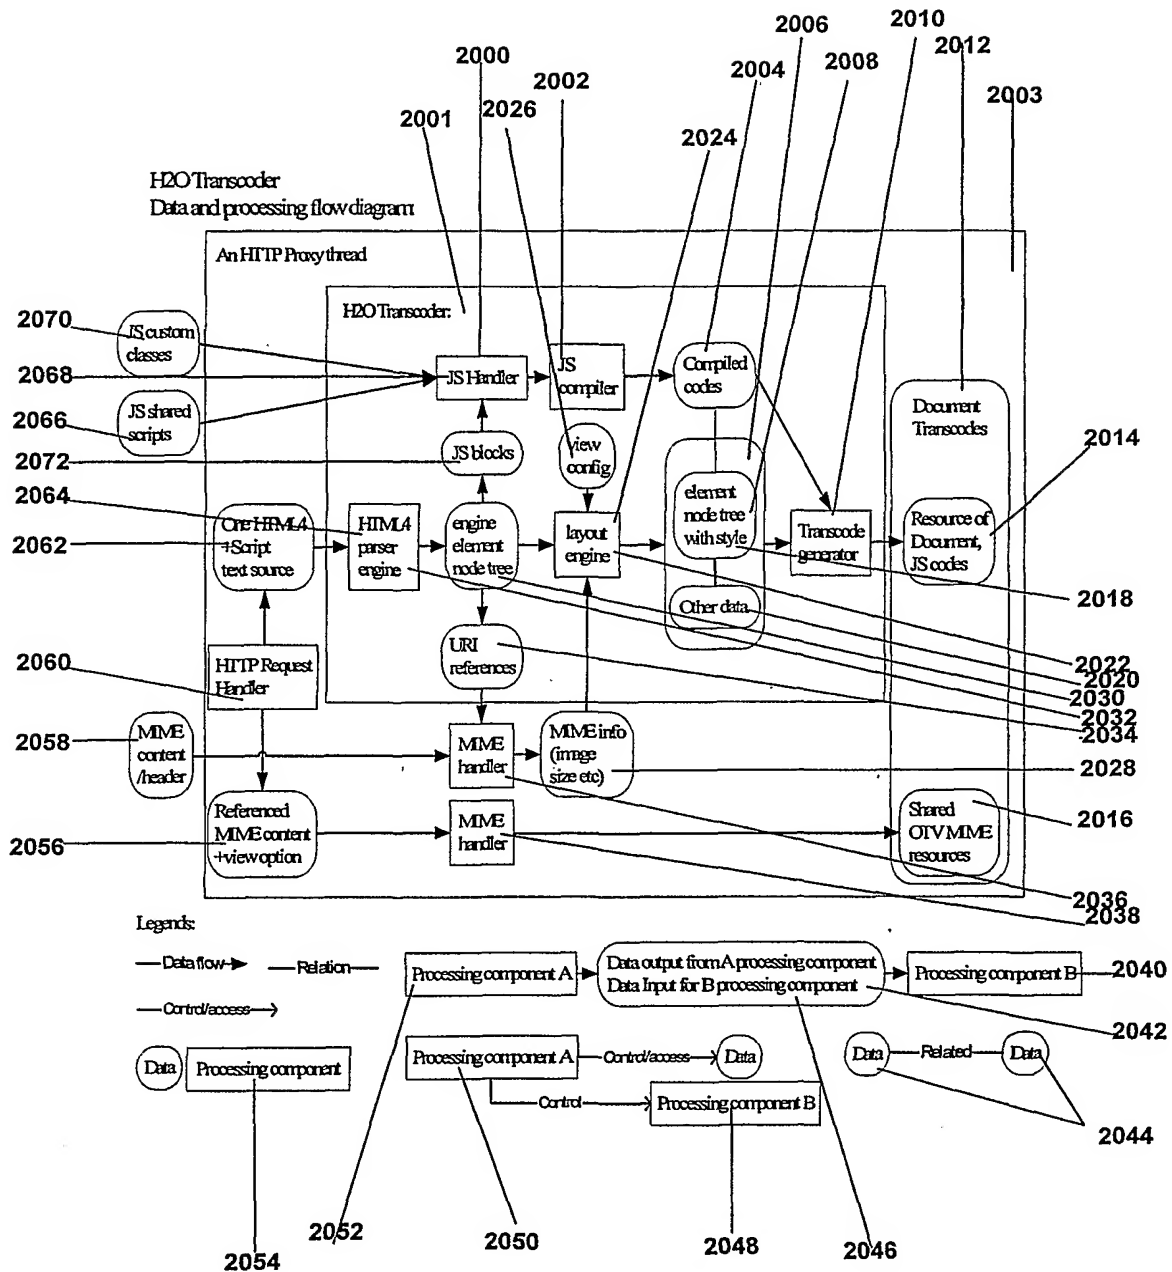 2010
2006
2012
2000
2002
2004
2008
2026
2003
2001
2024
H2O Transcoder
Data and processing flow diagram
An HTTP Proxy thread
H2O Transcoder:
2070
JS custom
classes
2068
JS Handler
JS
compiler
Compiled
codes
2066
JS shared
scripts
Document
Transcodes
2014
2072
JS blocks
view
config
2064
2062
One HTML4
+Script
text source
HTML4
parser
engine
engine
element
node tree
layout
engine
element
node tree
with style
Transcode
generator
Resource of
Document,
JS codes
2018
Other data
2060
HTTP Request
Handler
URI
references
2022
2020
2030
2032
2034
2058
MIME
content
/header
MIME
handler
MIME info
(image
size etc)
2028
2056
Referenced
MIME content
+view option
MIME
handler
Shared
OTV MIME
resources
2016
2036
2038
Legends:
Data flow
Relation
Control/access
Processing component A
Data output from A processing component
Data Input for B processing component
Processing component B
2040
2042
Data
Processing component
Processing component A
Control/access
Data
Control
Processing component B
Data
Related
Data
2044
2052
2050
2048
2046
2054